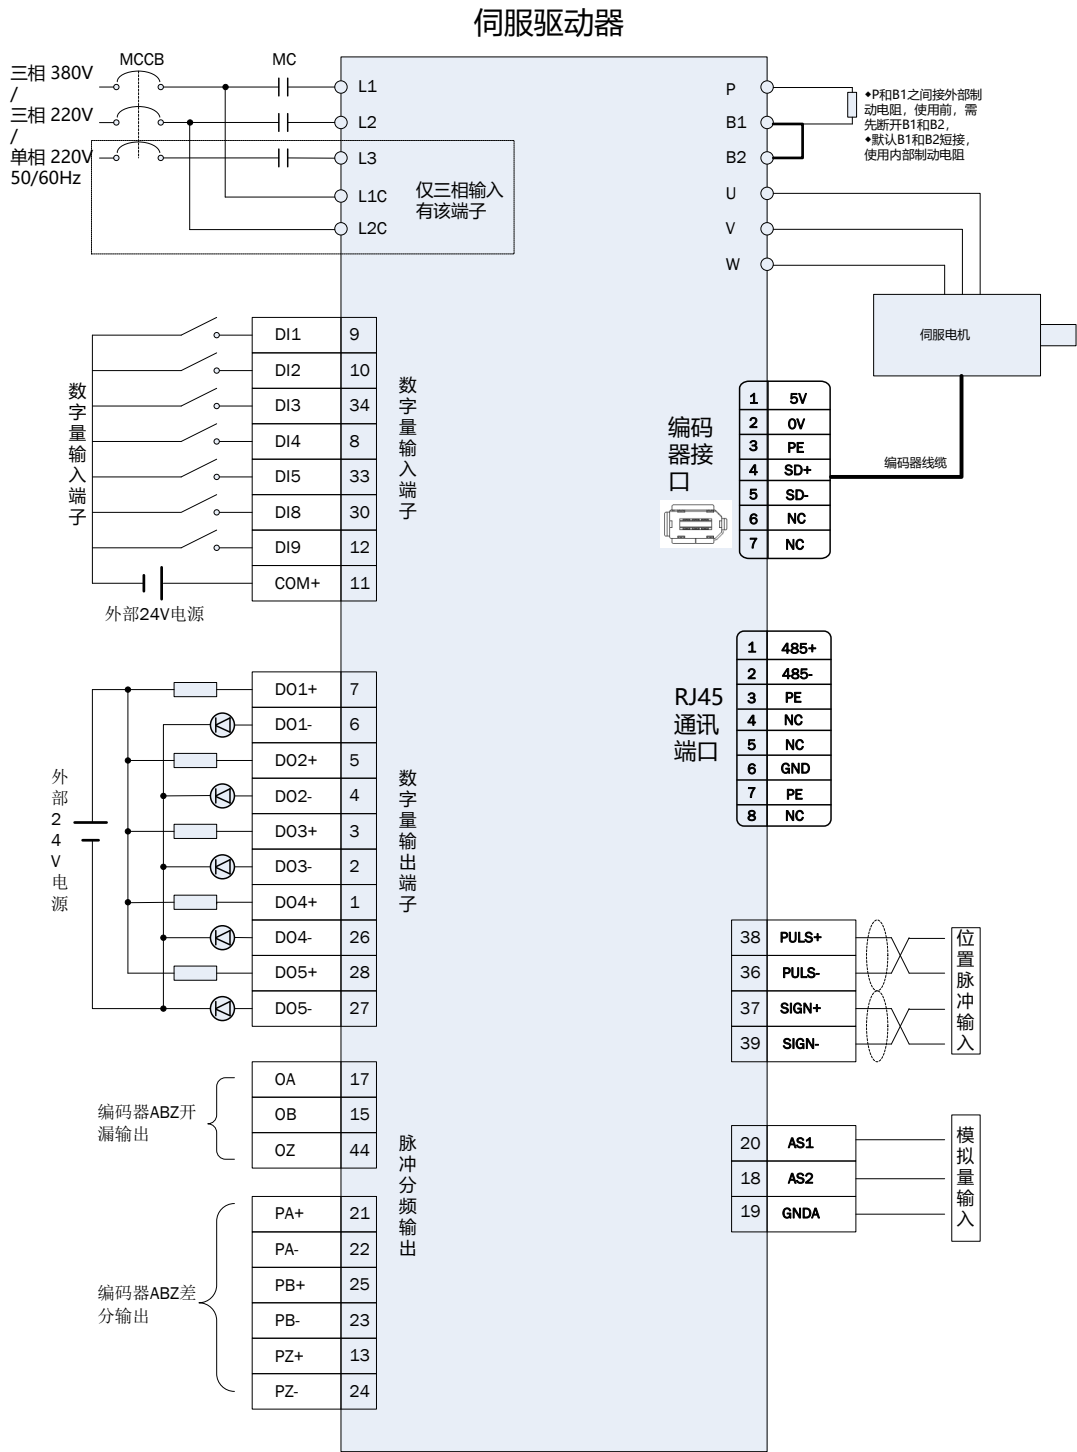 伺服驱动器
MCCB
MC
三相 380V
/
三相 220V
/
单相 220V
50/60Hz
L1
L2
L3
L1C
L2C
仅三相输入
有该端子
P
B1
B2
U
V
W
◆P和B1之间接外部制
动电阻，使用前，需
先断开B1和B2，
◆默认B1和B2短接，
使用内部制动电阻
伺服电机
编码器线缆
数字量输入端子
DI1 9
DI2 10
DI3 34
DI4 8
DI5 33
DI8 30
DI9 12
COM+ 11
数字量输入端子
外部24V电源
编码
器接
口
1 5V
2 0V
3 PE
4 SD+
5 SD-
6 NC
7 NC
RJ45
通讯
端口
1 485+
2 485-
3 PE
4 NC
5 NC
6 GND
7 PE
8 NC
外部24V电源
DO1+ 7
DO1- 6
DO2+ 5
DO2- 4
DO3+ 3
DO3- 2
DO4+ 1
DO4- 26
DO5+ 28
DO5- 27
数字量输出端子
38 PULS+
36 PULS-
37 SIGN+
39 SIGN-
位置脉冲输入
编码器ABZ开
漏输出
OA 17
OB 15
OZ 44
脉冲分频输出
20 AS1
18 AS2
19 GNDA
模拟量输入
编码器ABZ差
分输出
PA+ 21
PA- 22
PB+ 25
PB- 23
PZ+ 13
PZ- 24